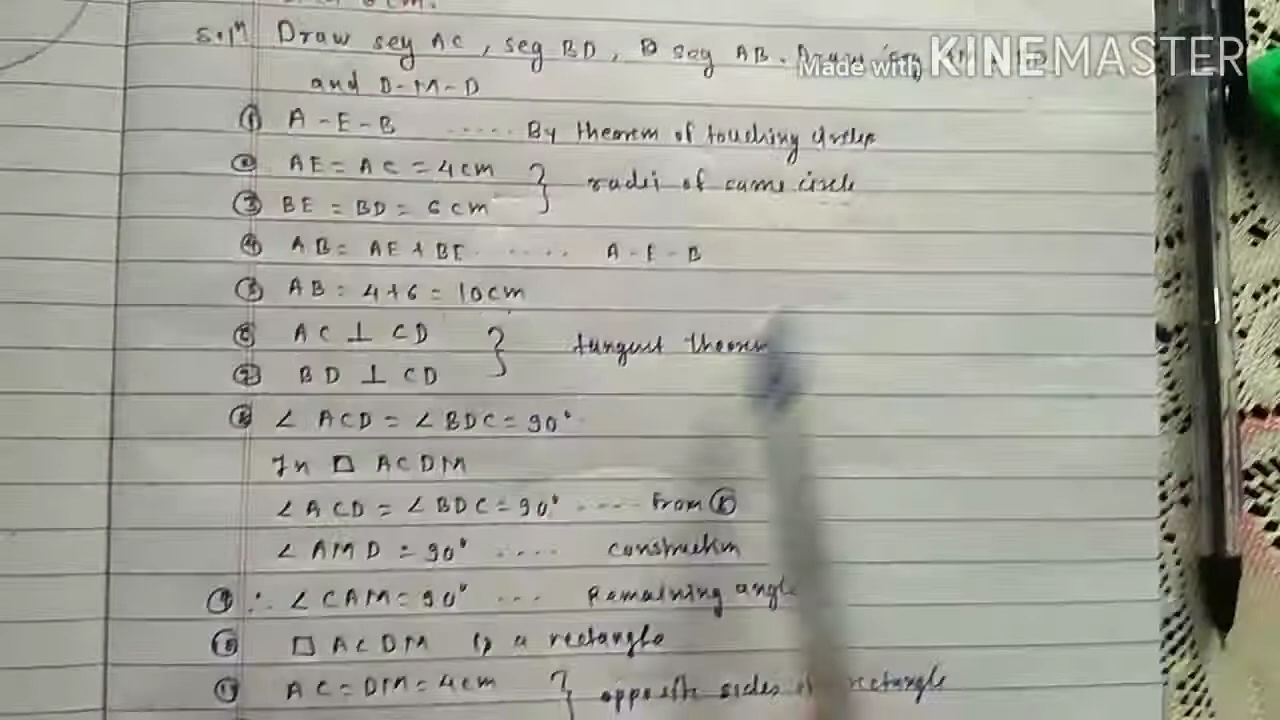 cm.
Solⁿ Draw seg AC, seg BD, seg AB.
Made with KINEMASTER
and D-M-D
① A-E-B ..... By theorem of touching circles
② AE = AC = 4cm } radii of same circle
③ BE = BD = 6cm
④ AB = AE + BE ..... A-E-B
⑤ AB = 4+6 = 10cm
⑥ AC ⊥ CD } tangent theorem
⑦ BD ⊥ CD
⑧ ∠ ACD = ∠ BDC = 90°
In □ ACDM
∠ ACD = ∠ BDC = 90° ---- From ⑧
∠ AMD = 90° .... construction
⑨ ∴ ∠ CAM = 90° ... Remaining angle
⑩ □ ACDM is a rectangle
⑪ AC = DM = 4cm } opposite sides of rectangle